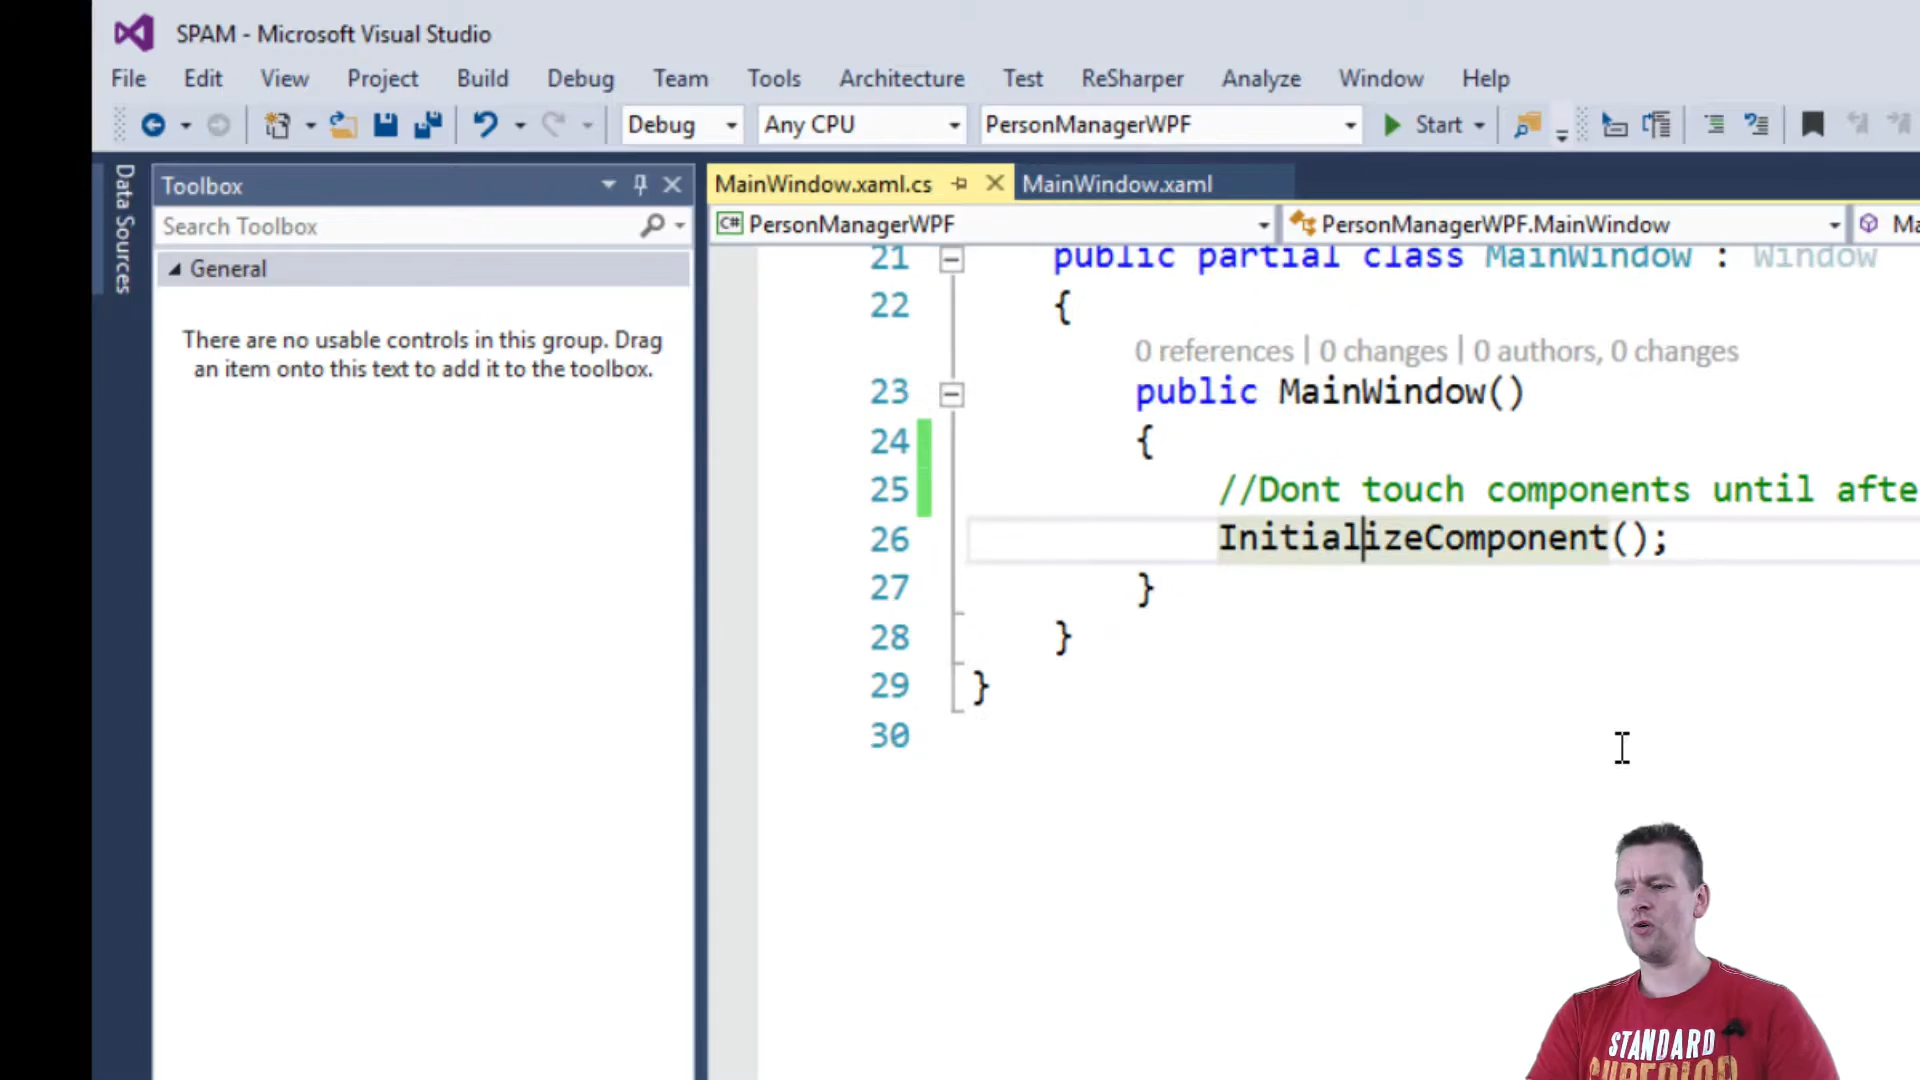 SPAM - Microsoft Visual Studio
File Edit View Project Build Debug Team Tools Architecture Test ReSharper Analyze Window Help
Debug Any CPU PersonManagerWPF Start
Data Sources
Toolbox
Search Toolbox
General
There are no usable controls in this group. Drag
an item onto this text to add it to the toolbox.
MainWindow.xaml.cs MainWindow.xaml
C# PersonManagerWPF PersonManagerWPF.MainWindow Ma
21 public partial class MainWindow : Window
22 {
0 references | 0 changes | 0 authors, 0 changes
23 public MainWindow()
24 {
25 //Dont touch components until afte
26 InitializeComponent();
27 }
28 }
29 }
30
STANDARD
SUPERIOR